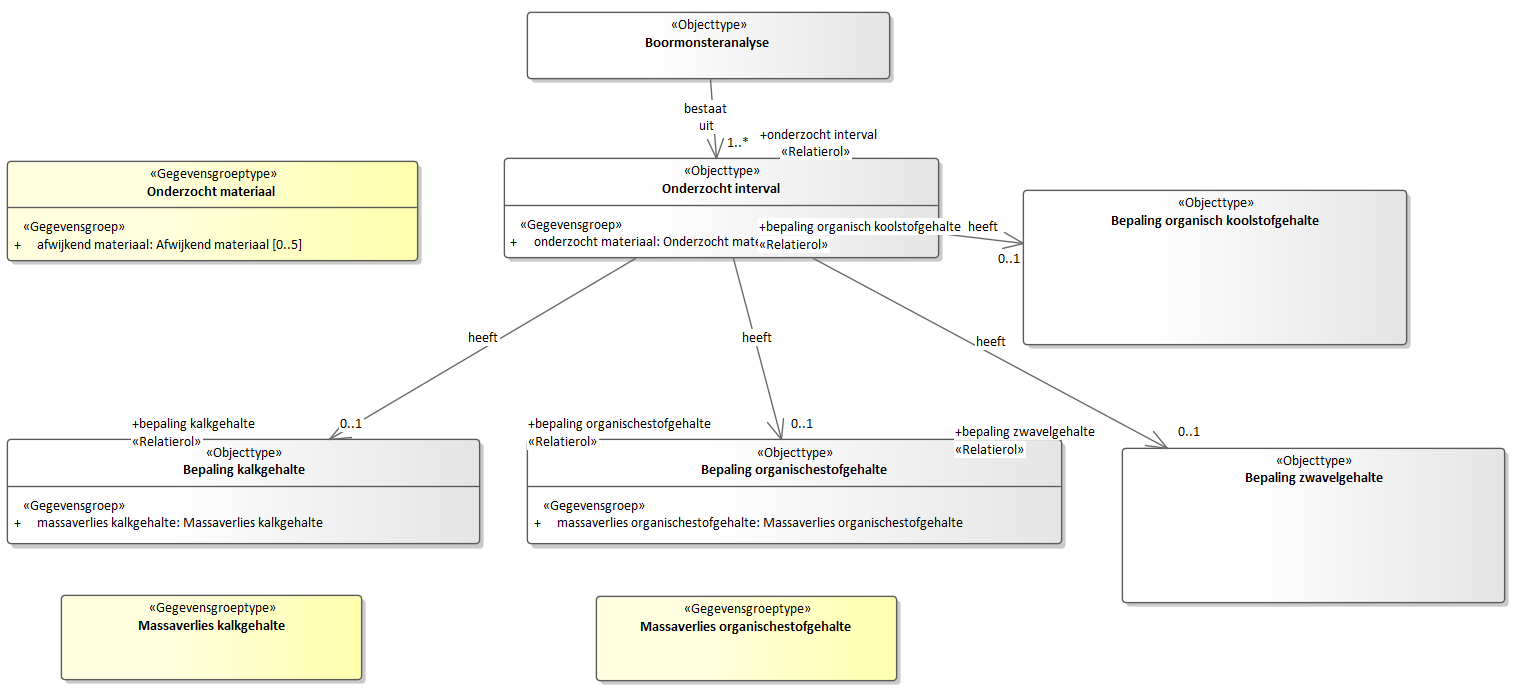 «Objecttype»
Boormonsteranalyse
bestaat
uit
1..*
+onderzocht interval
«Relatierol»
«Gegevensgroeptype»
Onderzocht materiaal
«Gegevensgroep»
+ afwijkend materiaal: Afwijkend materiaal [0..5]
«Objecttype»
Onderzocht interval
«Gegevensgroep»
+ onderzocht materiaal: Onderzocht
+bepaling organisch koolstofgehalte heeft
«Relatierol»
0..1
«Objecttype»
Bepaling organisch koolstofgehalte
heeft
heeft
heeft
+bepaling kalkgehalte
«Relatierol»
0..1
«Objecttype»
Bepaling kalkgehalte
«Gegevensgroep»
+ massaverlies kalkgehalte: Massaverlies kalkgehalte
+bepaling organischestofgehalte
«Relatierol»
0..1
«Objecttype»
Bepaling organischestofgehalte
«Gegevensgroep»
+ massaverlies organischestofgehalte: Massaverlies organischestofgehalte
+bepaling zwavelgehalte
«Relatierol»
0..1
«Objecttype»
Bepaling zwavelgehalte
«Gegevensgroeptype»
Massaverlies kalkgehalte
«Gegevensgroeptype»
Massaverlies organischestofgehalte